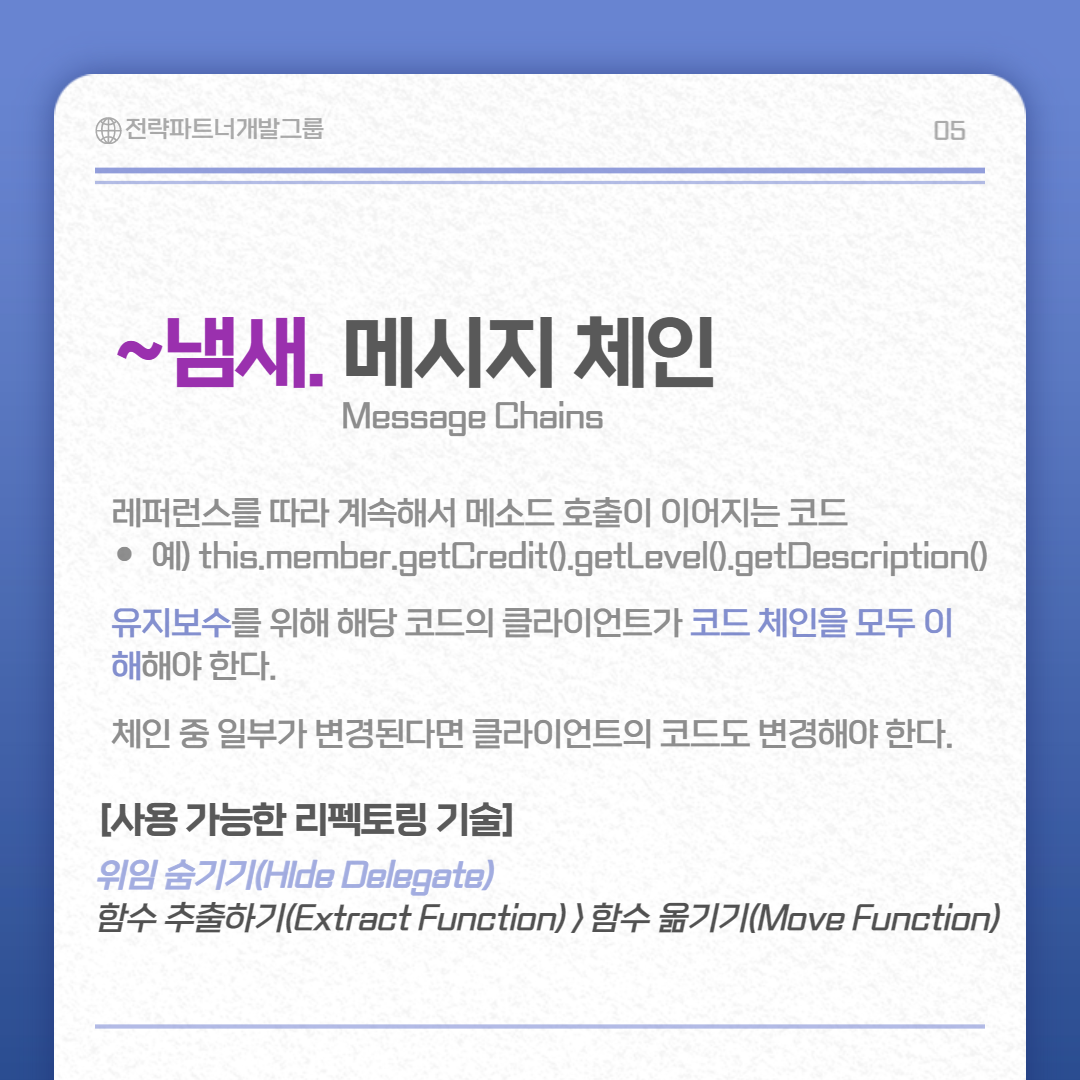 전략파트너개발그룹
05
~냄새. 메시지 체인
Message Chains
레퍼런스를 따라 계속해서 메소드 호출이 이어지는 코드
• 예) this.member.getCredit().getLevel().getDescription()
유지보수를 위해 해당 코드의 클라이언트가 코드 체인을 모두 이
해해야 한다.
체인 중 일부가 변경된다면 클라이언트의 코드도 변경해야 한다.
[사용 가능한 리펙토링 기술]
위임 숨기기(HIde Delegate)
함수 추출하기(Extract Function) > 함수 옮기기(Move Function)